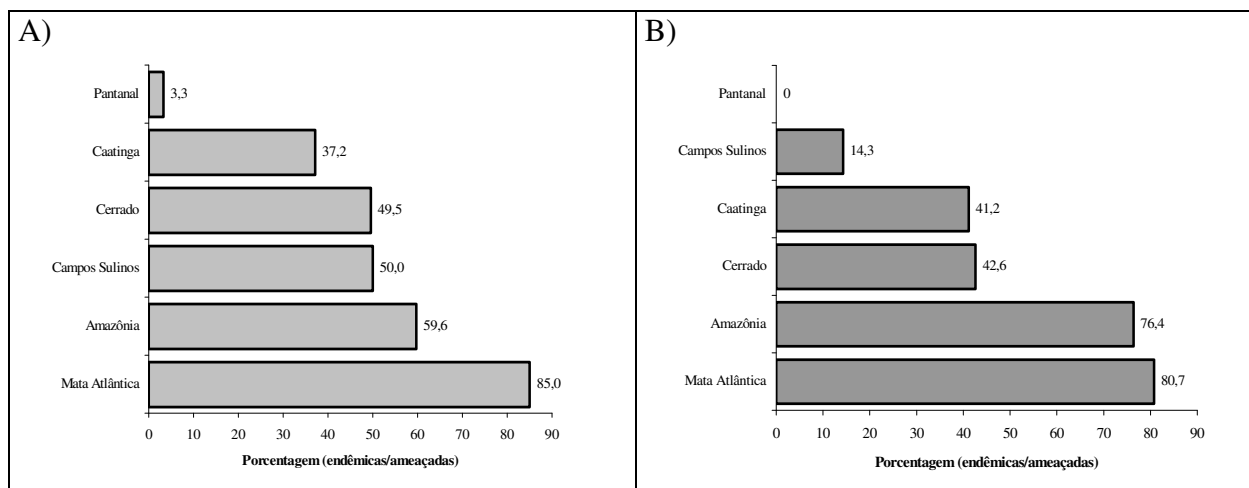 A)
Pantanal 3,3
Caatinga 37,2
Cerrado 49,5
Campos Sulinos 50,0
Amazônia 59,6
Mata Atlântica 85,0
0 10 20 30 40 50 60 70 80 90
Porcentagem (endêmicas/ameaçadas)
B)
Pantanal 0
Campos Sulinos 14,3
Caatinga 41,2
Cerrado 42,6
Amazônia 76,4
Mata Atlântica 80,7
0 10 20 30 40 50 60 70 80 90
Porcentagem (endêmicas/ameaçadas)